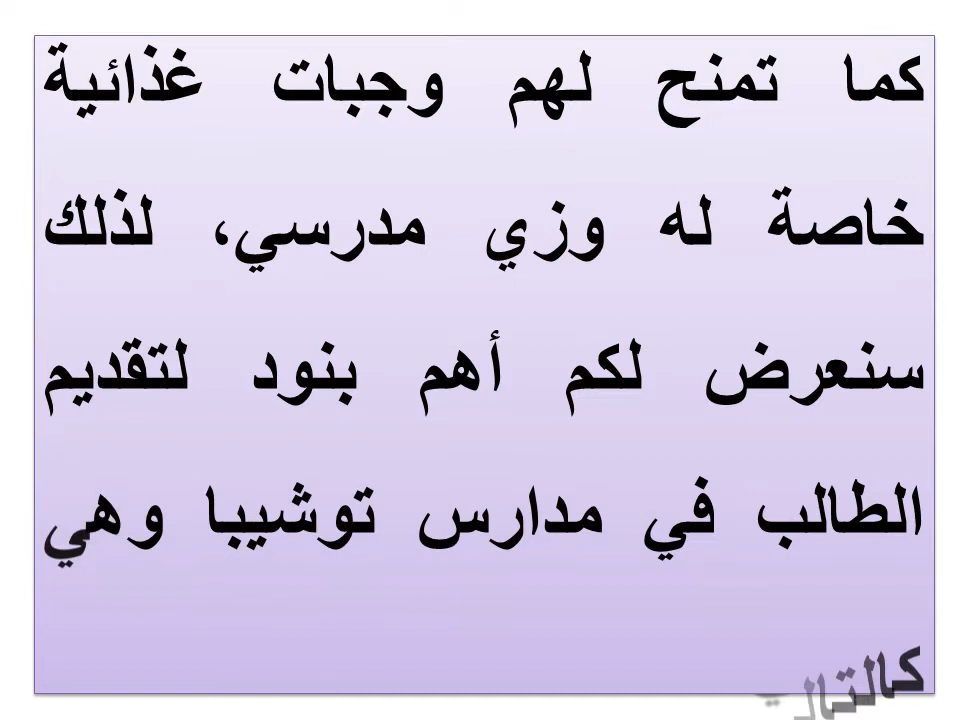 كما تمنح لهم وجبات غذائية
خاصة له وزي مدرسي، لذلك
سنعرض لكم أهم بنود لتقديم
الطالب في مدارس توشيبا وهي
كالتالي